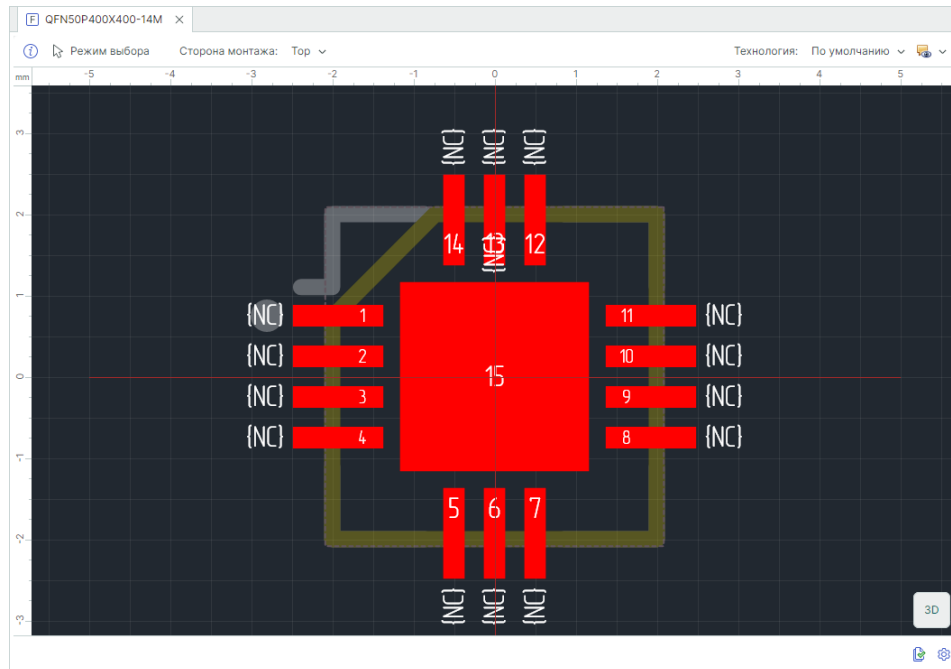 F QFN50P400X400-14M ×
Режим выбора Сторона монтажа: Top Технология: По умолчанию
mm -5 -4 -3 -2 -1 0 1 2 3 4 5
3
{NC} {NC} {NC}
2
14 13 12
{NC}
1
{NC} 1 11 {NC}
{NC} 2 10 {NC}
0 15
{NC} 3 9 {NC}
{NC} 4 8 {NC}
-1
5 6 7
-2
{NC} {NC} {NC}
-3
3D